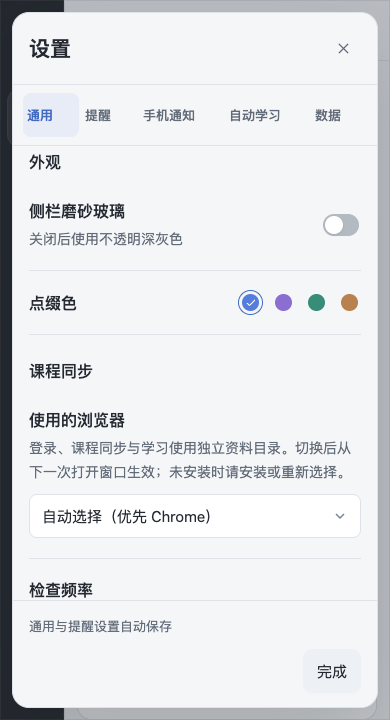 设置
通用
提醒
手机通知
自动学习
数据
外观
侧栏磨砂玻璃
关闭后使用不透明深灰色
点缀色
课程同步
使用的浏览器
登录、课程同步与学习使用独立资料目录。切换后从
下一次打开窗口生效；未安装时请安装或重新选择。
自动选择（优先 Chrome）
检查频率
通用与提醒设置自动保存
完成